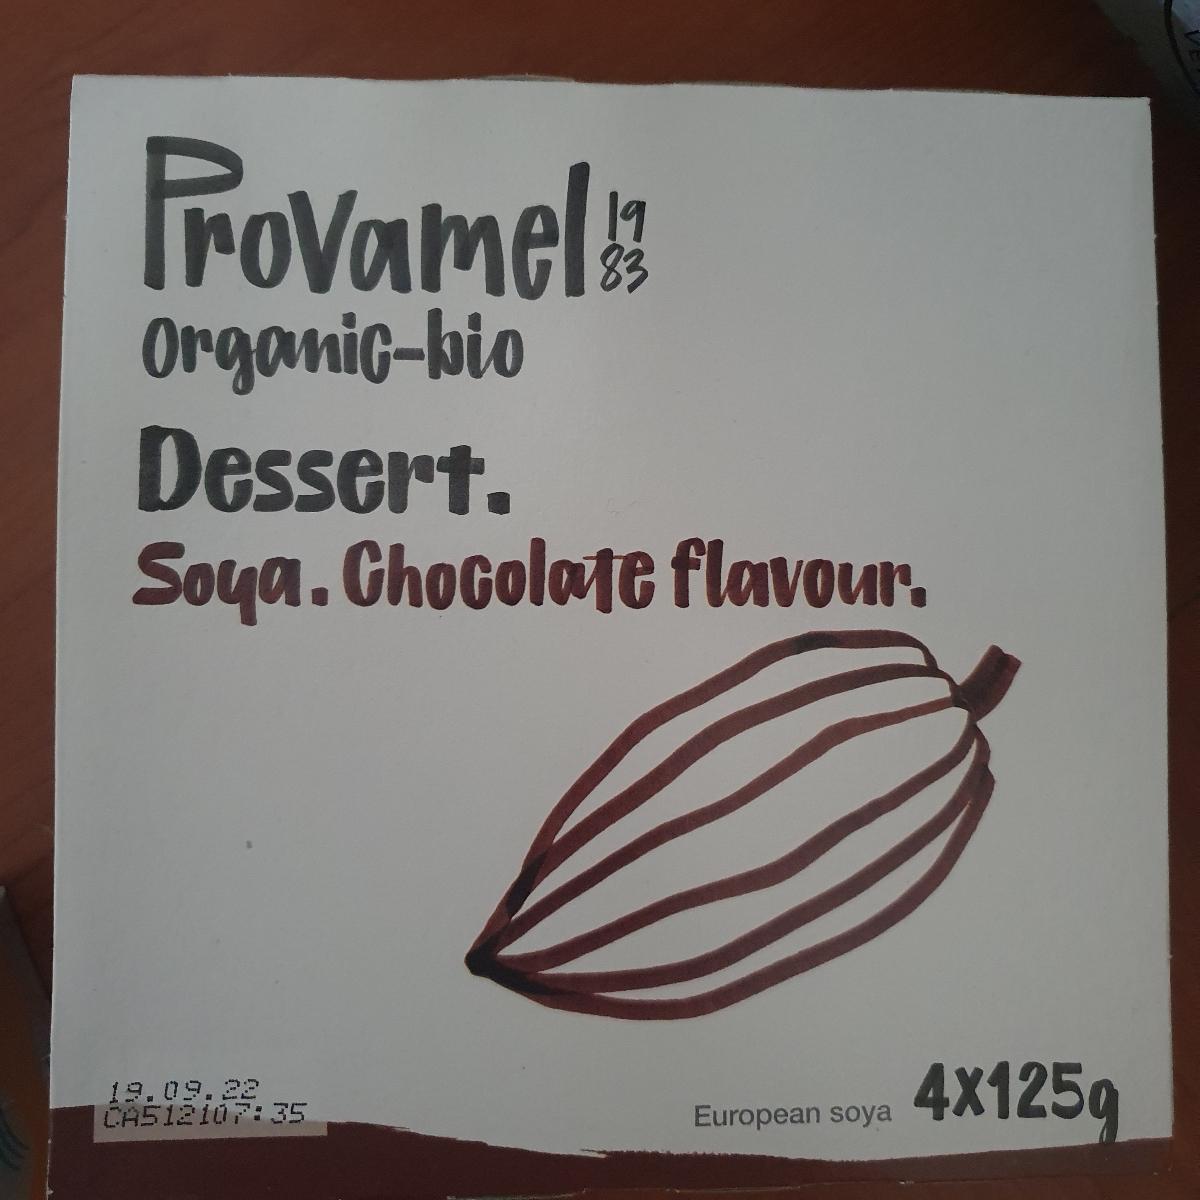 Provamel 19
83
organic-bio
Dessert.
Soya. Chocolate flavour.
19.09.22
CA512107:35
European soya 4x125g